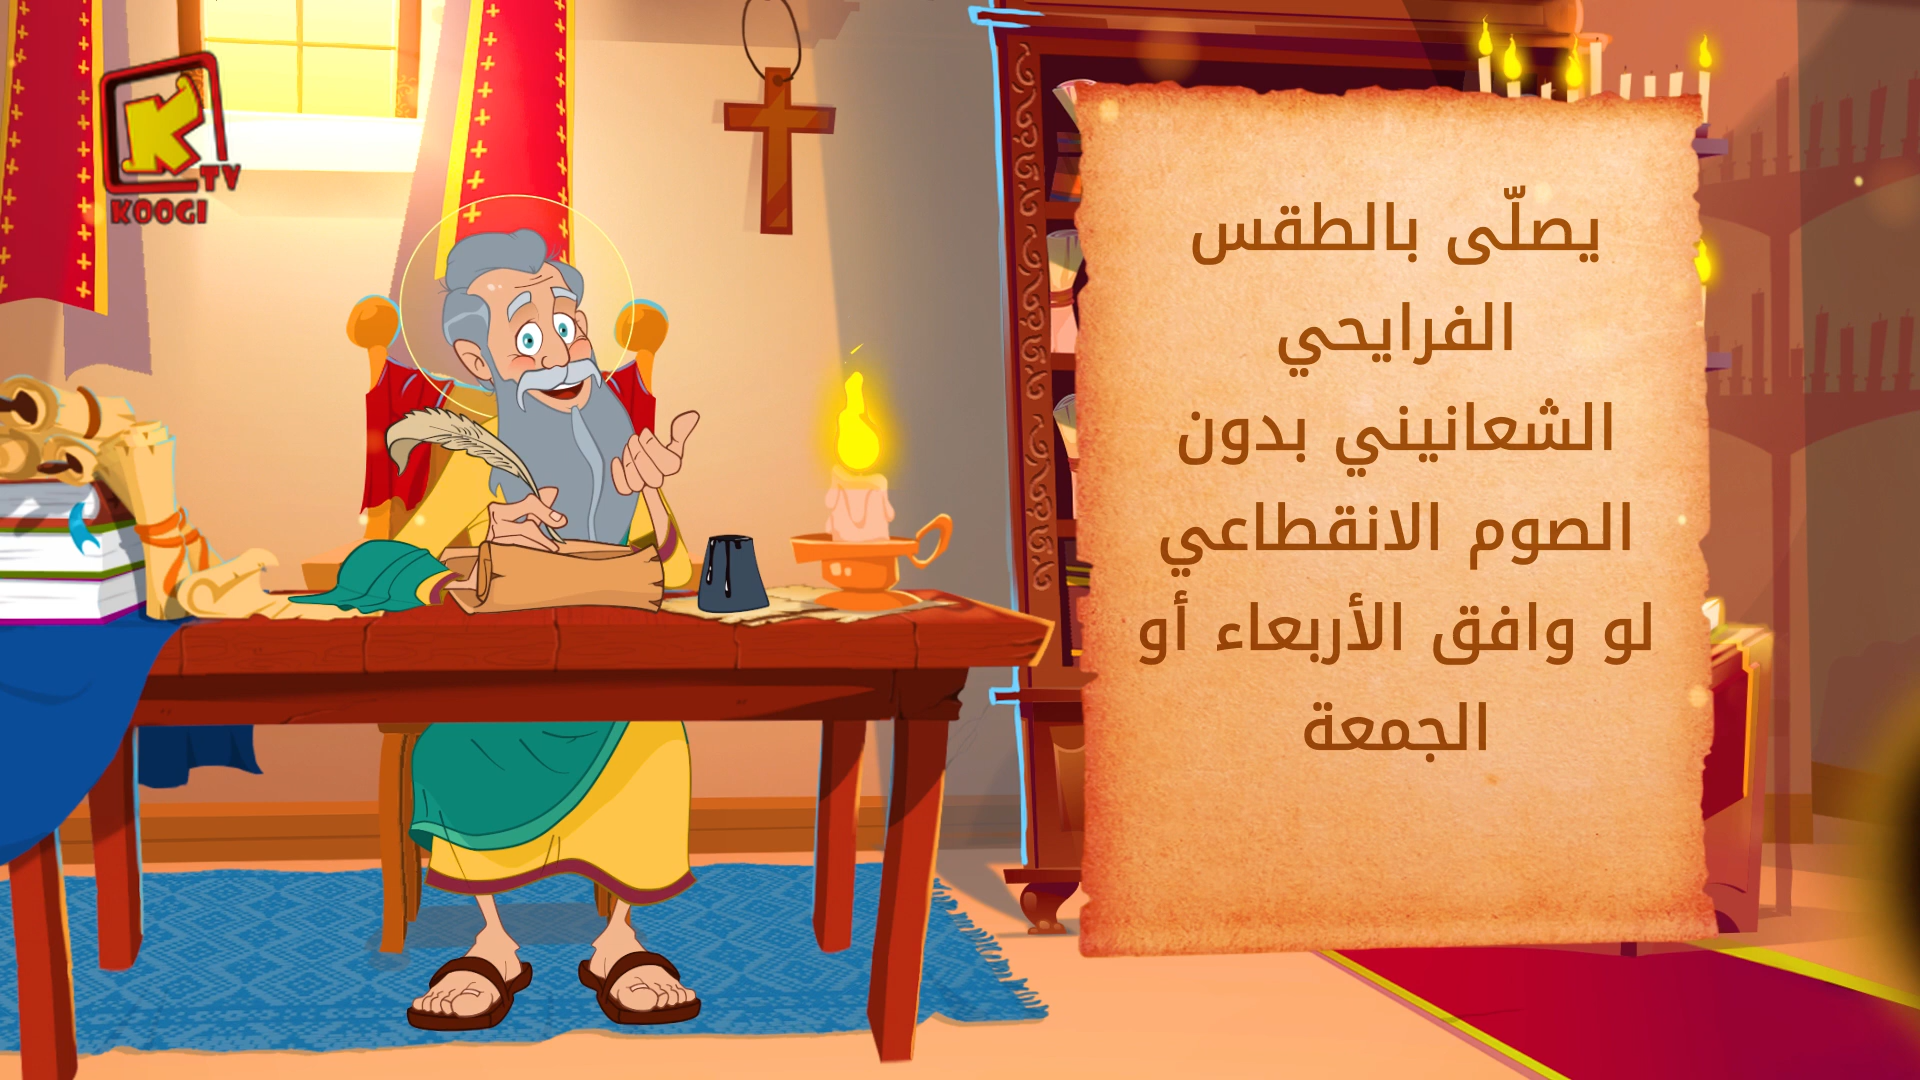 TV
KOOGI
يصلّى بالطقس
الفرايحي
الشعانيني بدون
الصوم الانقطاعي
لو وافق الأربعاء أو
الجمعة